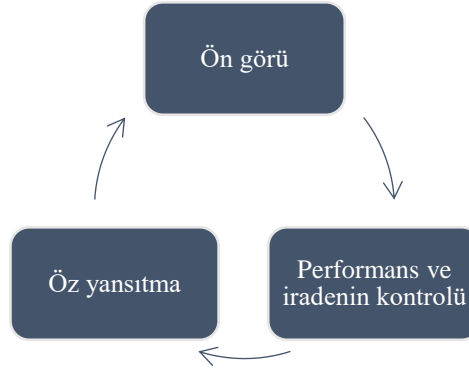 Ön görü
Performans ve
iradenin kontrolü
Öz yansıtma